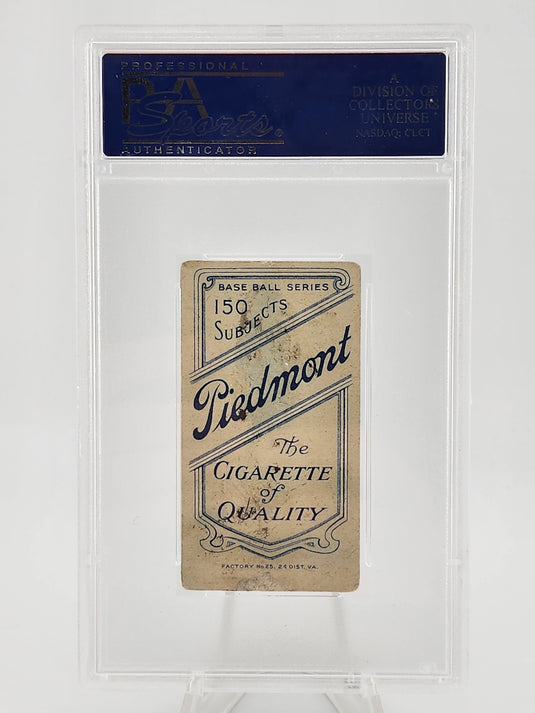 PROFESSIONAL
PSA
Sports
AUTHENTICATOR
A
DIVISION OF
COLLECTORS
UNIVERSE
NASDAQ: CLCT
BASE BALL SERIES
150
SUBJECTS
Piedmont
The
CIGARETTE
of
QUALITY
FACTORY No 25, 2d DIST. VA.